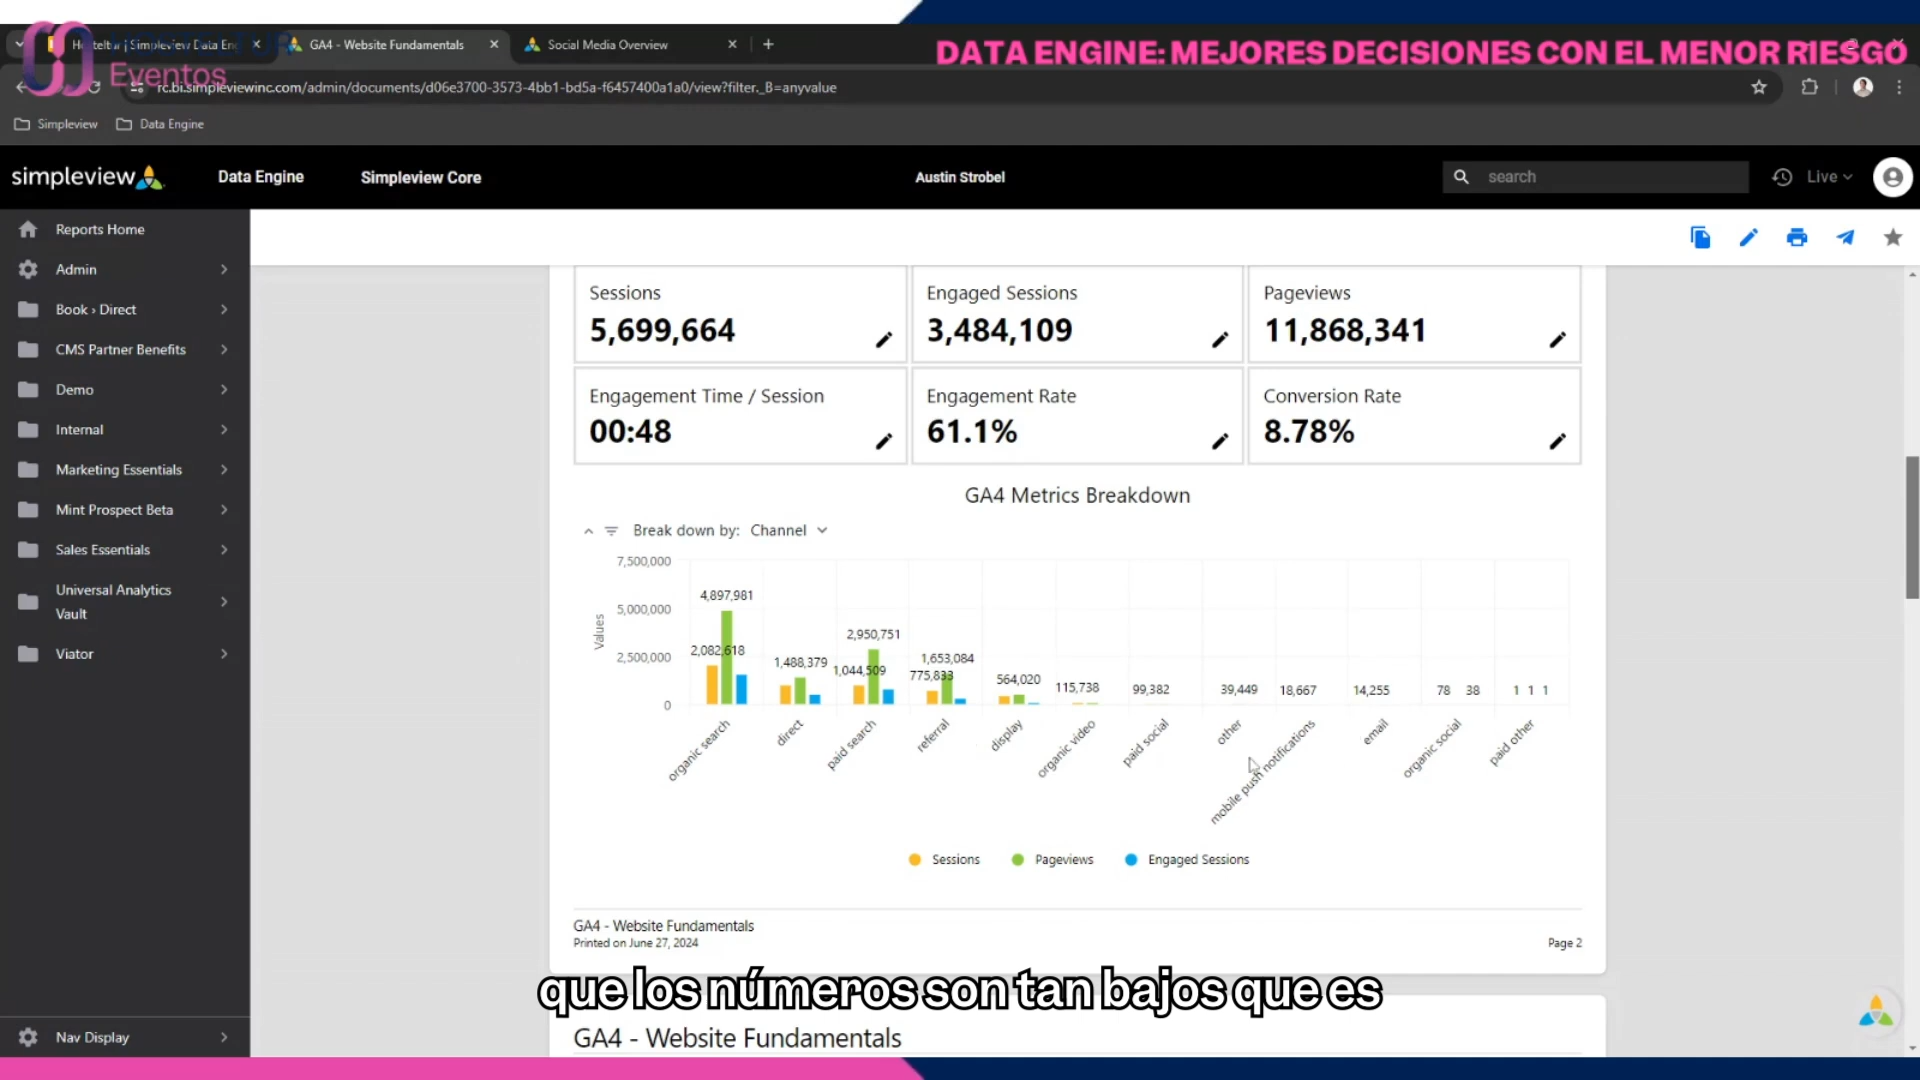 Hosteltur | Simpleview Data En
GA4 - Website Fundamentals
Social Media Overview
Eventos
DATA ENGINE: MEJORES DECISIONES CON EL MENOR RIESGO
rc.bi.simpleviewinc.com/admin/documents/d06e3700-3573-4bb1-bd5a-f6457400a1a0/view?filter._B=anyvalue
Simpleview
Data Engine
simpleview
Data Engine
Simpleview Core
Austin Strobel
search
Live
Reports Home
Admin
Book › Direct
CMS Partner Benefits
Demo
Internal
Marketing Essentials
Mint Prospect Beta
Sales Essentials
Universal Analytics
Vault
Viator
Nav Display
Sessions
5,699,664
Engaged Sessions
3,484,109
Pageviews
11,868,341
Engagement Time / Session
00:48
Engagement Rate
61.1%
Conversion Rate
8.78%
GA4 Metrics Breakdown
Break down by: Channel
7,500,000
5,000,000
2,500,000
0
Values
4,897,981
2,082,618
1,488,379
2,950,751
1,044,509
1,653,084
775,833
564,020
115,738
99,382
39,449
18,667
14,255
78
38
1
1
1
organic search
direct
paid search
referral
display
organic video
paid social
other
mobile push notifications
email
organic social
paid other
Sessions
Pageviews
Engaged Sessions
GA4 - Website Fundamentals
Printed on June 27, 2024
Page 2
que los números son tan bajos que es
GA4 - Website Fundamentals